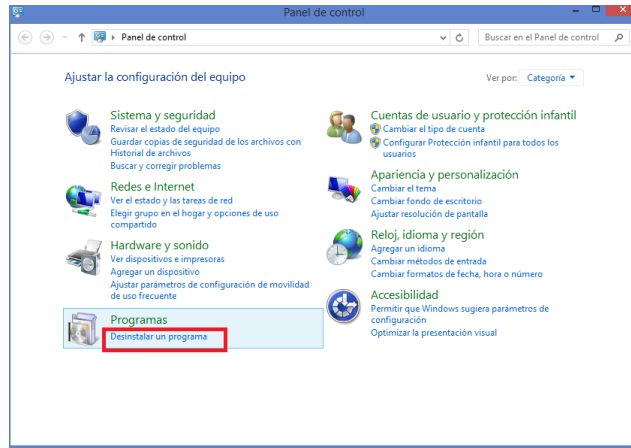 Panel de control
Panel de control
Buscar en el Panel de control
Ajustar la configuración del equipo
Ver por: Categoría
Sistema y seguridad
Revisar el estado del equipo
Guardar copias de seguridad de los archivos con
Historial de archivos
Buscar y corregir problemas
Redes e Internet
Ver el estado y las tareas de red
Elegir grupo en el hogar y opciones de uso
compartido
Hardware y sonido
Ver dispositivos e impresoras
Agregar un dispositivo
Ajustar parámetros de configuración de movilidad
de uso frecuente
Programas
Desinstalar un programa
Cuentas de usuario y protección infantil
Cambiar el tipo de cuenta
Configurar Protección infantil para todos los
usuarios
Apariencia y personalización
Cambiar el tema
Cambiar fondo de escritorio
Ajustar resolución de pantalla
Reloj, idioma y región
Agregar un idioma
Cambiar métodos de entrada
Cambiar formatos de fecha, hora o número
Accesibilidad
Permitir que Windows sugiera parámetros de
configuración
Optimizar la presentación visual